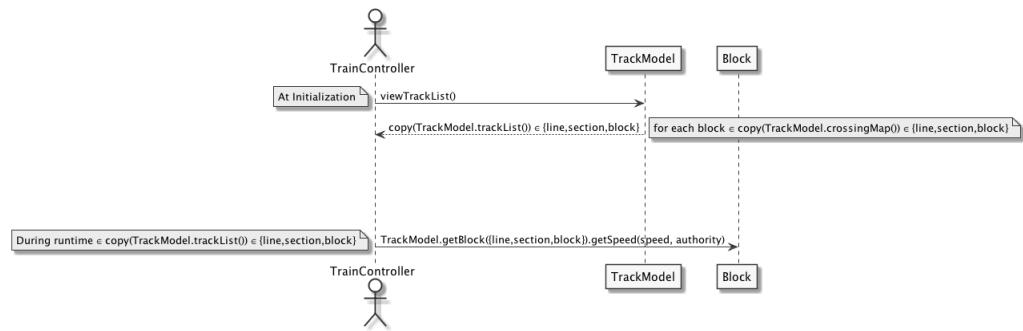 TrainController
TrackModel
Block
At Initialization
viewTrackList()
copy(TrackModel.trackList()) ∈ {line,section,block}
for each block ∈ copy(TrackModel.crossingMap()) ∈ {line,section,block}
During runtime ∈ copy(TrackModel.trackList()) ∈ {line,section,block}
TrackModel.getBlock({line,section,block}).getSpeed(speed, authority)
TrainController
TrackModel
Block